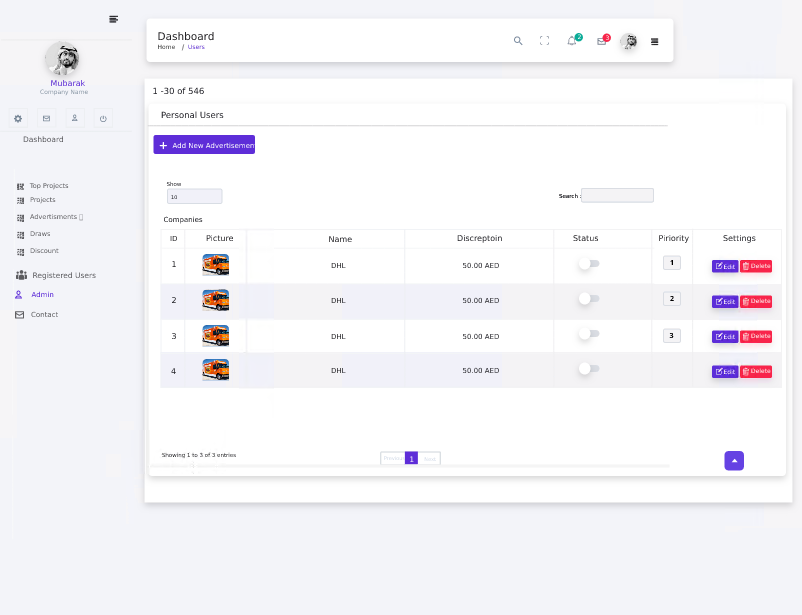 Dashboard
Home / Users
2
3
Mubarak
Company Name
Dashboard
Top Projects
Projects
Advertisments
Draws
Discount
Registered Users
Admin
Contact
1 -30 of 546
Personal Users
+ Add New Advertisemen
Show
10
Search :
Companies
ID Picture Name Discreptoin Status Piriority Settings
1 DHL 50.00 AED 1 Edit Delete
2 DHL 50.00 AED 2 Edit Delete
3 DHL 50.00 AED 3 Edit Delete
4 DHL 50.00 AED Edit Delete
Showing 1 to 3 of 3 entries
Previous 1 Next